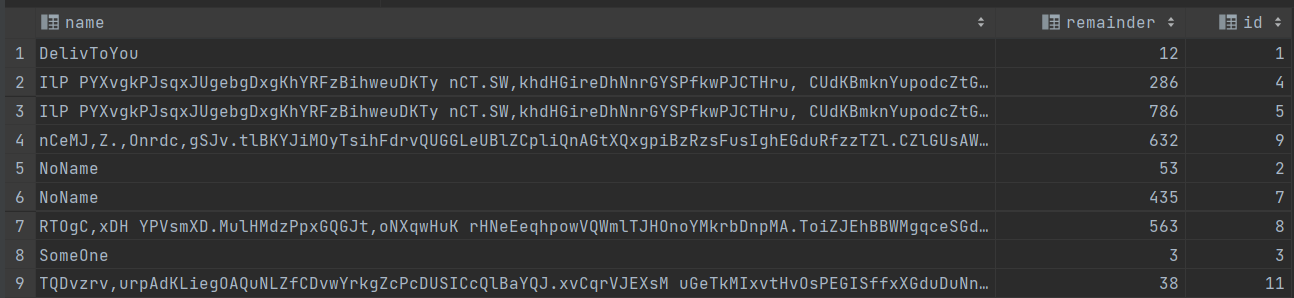 name remainder id
1 DelivToYou 12 1
2 IlP PYXvgkPJsqxJUgebgDxgKhYRFzBihweuDKTy nCT.SW,khdHGireDhNnrGYSPfkwPJCTHru, CUdKBmknYupodcZtG… 286 4
3 IlP PYXvgkPJsqxJUgebgDxgKhYRFzBihweuDKTy nCT.SW,khdHGireDhNnrGYSPfkwPJCTHru, CUdKBmknYupodcZtG… 786 5
4 nCeMJ,Z.,Onrdc,gSJv.tlBKYJiMOyTsihFdrvQUGGLeUBlZCpliQnAGtXQxgpiBzRzsFusIghEGduRfzzTZl.CZlGUsAW… 632 9
5 NoName 53 2
6 NoName 435 7
7 RTOgC,xDH YPVsmXD.MulHMdzPpxGQGJt,oNXqwHuK rHNeEeqhpowVQWmlTJHOnoYMkrbDnpMA.ToiZJEhBBWMgqceSGd… 563 8
8 SomeOne 3 3
9 TQDvzrv,urpAdKLiegOAQuNLZfCDvwYrkgZcPcDUSICcQlBaYQJ.xvCqrVJEXsM uGeTkMIxvtHvOsPEGISffxXGduDuNn… 38 11